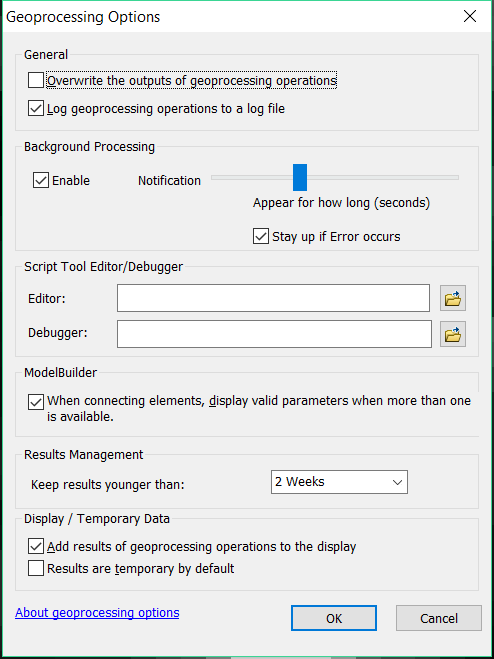 Geoprocessing Options
General
Overwrite the outputs of geoprocessing operations
Log geoprocessing operations to a log file
Background Processing
Enable
Notification
Appear for how long (seconds)
Stay up if Error occurs
Script Tool Editor/Debugger
Editor:
Debugger:
ModelBuilder
When connecting elements, display valid parameters when more than one
is available.
Results Management
Keep results younger than:
2 Weeks
Display / Temporary Data
Add results of geoprocessing operations to the display
Results are temporary by default
About geoprocessing options
OK
Cancel